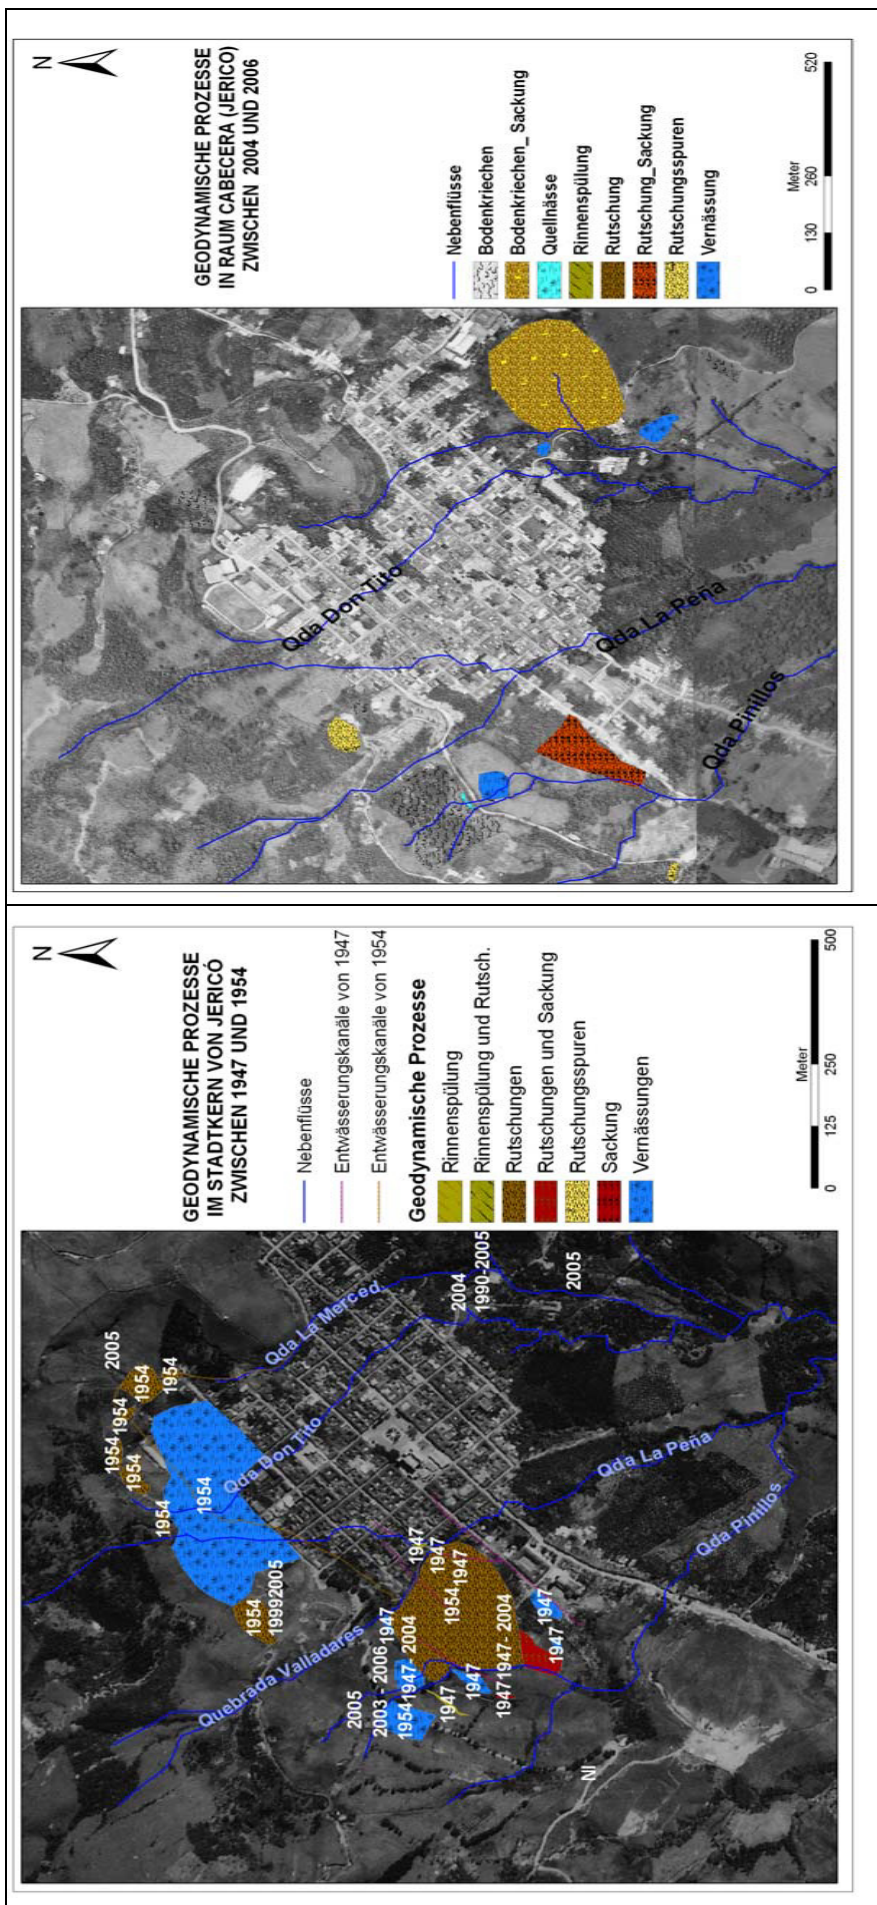 N
GEODYNAMISCHE PROZESSE
IM STADTKERN VON JERICÓ
ZWISCHEN 1947 UND 1954
Nebenflüsse
Entwässerungskanäle von 1947
Entwässerungskanäle von 1954
Geodynamische Prozesse
Rinnenspülung
Rinnenspülung und Rutsch.
Rutschungen
Rutschungen und Sackung
Rutschungsspuren
Sackung
Vernässungen
Meter
0 125 250 500
2005
1954
1954
1954
1954
1954
1954
1954
1954
19992005
Qda La Merced
Qda Don Tito
Quebrada Valladares
2005
2003 - 2006
1954
1947- 2004
1947
1947
1947
1947
1954
1947
1947
1947
1947- 2004
1947
1947
2004
1990-2005
2005
Qda La Peña
Qda Pinillos
NI
N
GEODYNAMISCHE PROZESSE
IN RAUM CABECERA (JERICO)
ZWISCHEN 2004 UND 2006
Nebenflüsse
Bodenkriechen
Bodenkriechen_ Sackung
Quellnässe
Rinnenspülung
Rutschung
Rutschung_Sackung
Rutschungsspuren
Vernässung
Meter
0 130 260 520
Qda Don Tito
Qda La Peña
Qda Pinillos